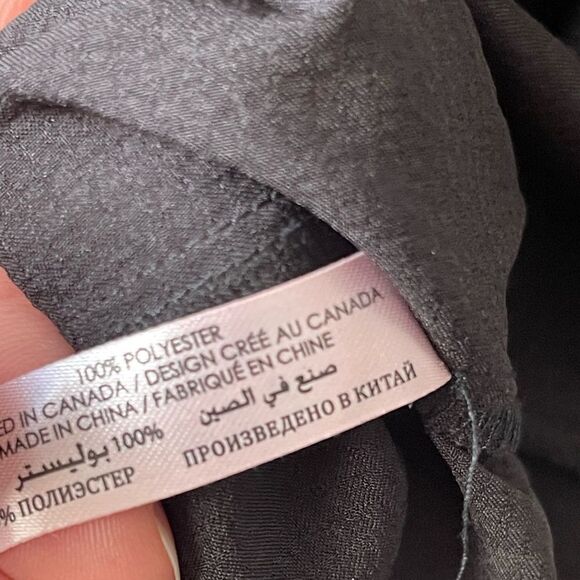 100% POLYESTER
ED IN CANADA / DESIGN CRÉÉ AU CANADA
MADE IN CHINA / FABRIQUÉ EN CHINE
صنع في الصين
100% بوليستر
ПРОИЗВЕДЕНО В КИТАЙ
% ПОЛИЭСТЕР